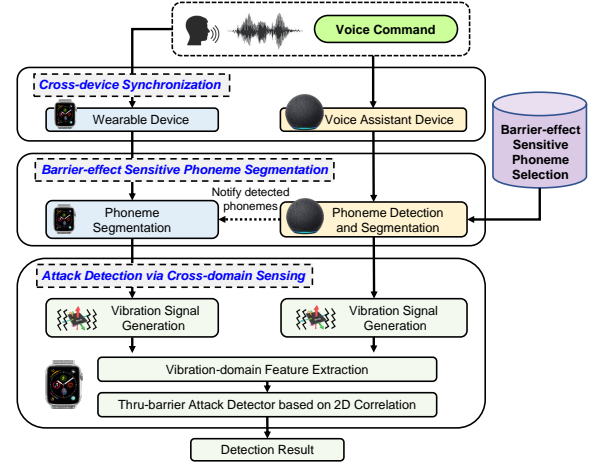 Voice Command
Cross-device Synchronization
Wearable Device
Voice Assistant Device
Barrier-effect
Sensitive
Phoneme
Selection
Barrier-effect Sensitive Phoneme Segmentation
Notify detected
phonemes
Phoneme
Segmentation
Phoneme Detection
and Segmentation
Attack Detection via Cross-domain Sensing
Vibration Signal
Generation
Vibration Signal
Generation
Vibration-domain Feature Extraction
Thru-barrier Attack Detector based on 2D Correlation
Detection Result